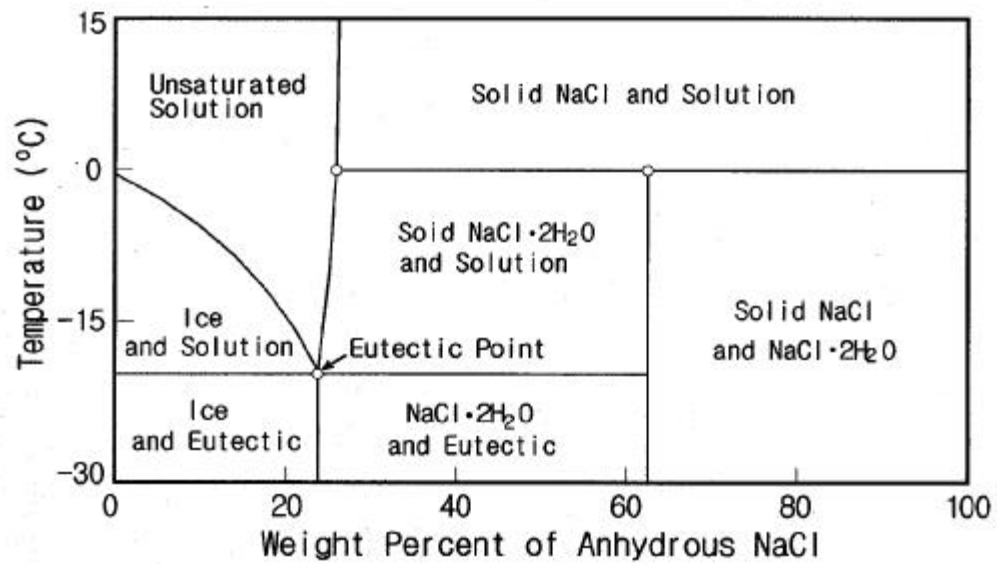 15
Unsaturated
Solution
Solid NaCl and Solution
Temperature (°C)
0
Soid NaCl·2H₂O
and Solution
Ice
and Solution
Solid NaCl
and NaCl·2H₂O
−15
Eutectic Point
Ice
and Eutectic
NaCl·2H₂O
and Eutectic
−30
0 20 40 60 80 100
Weight Percent of Anhydrous NaCl